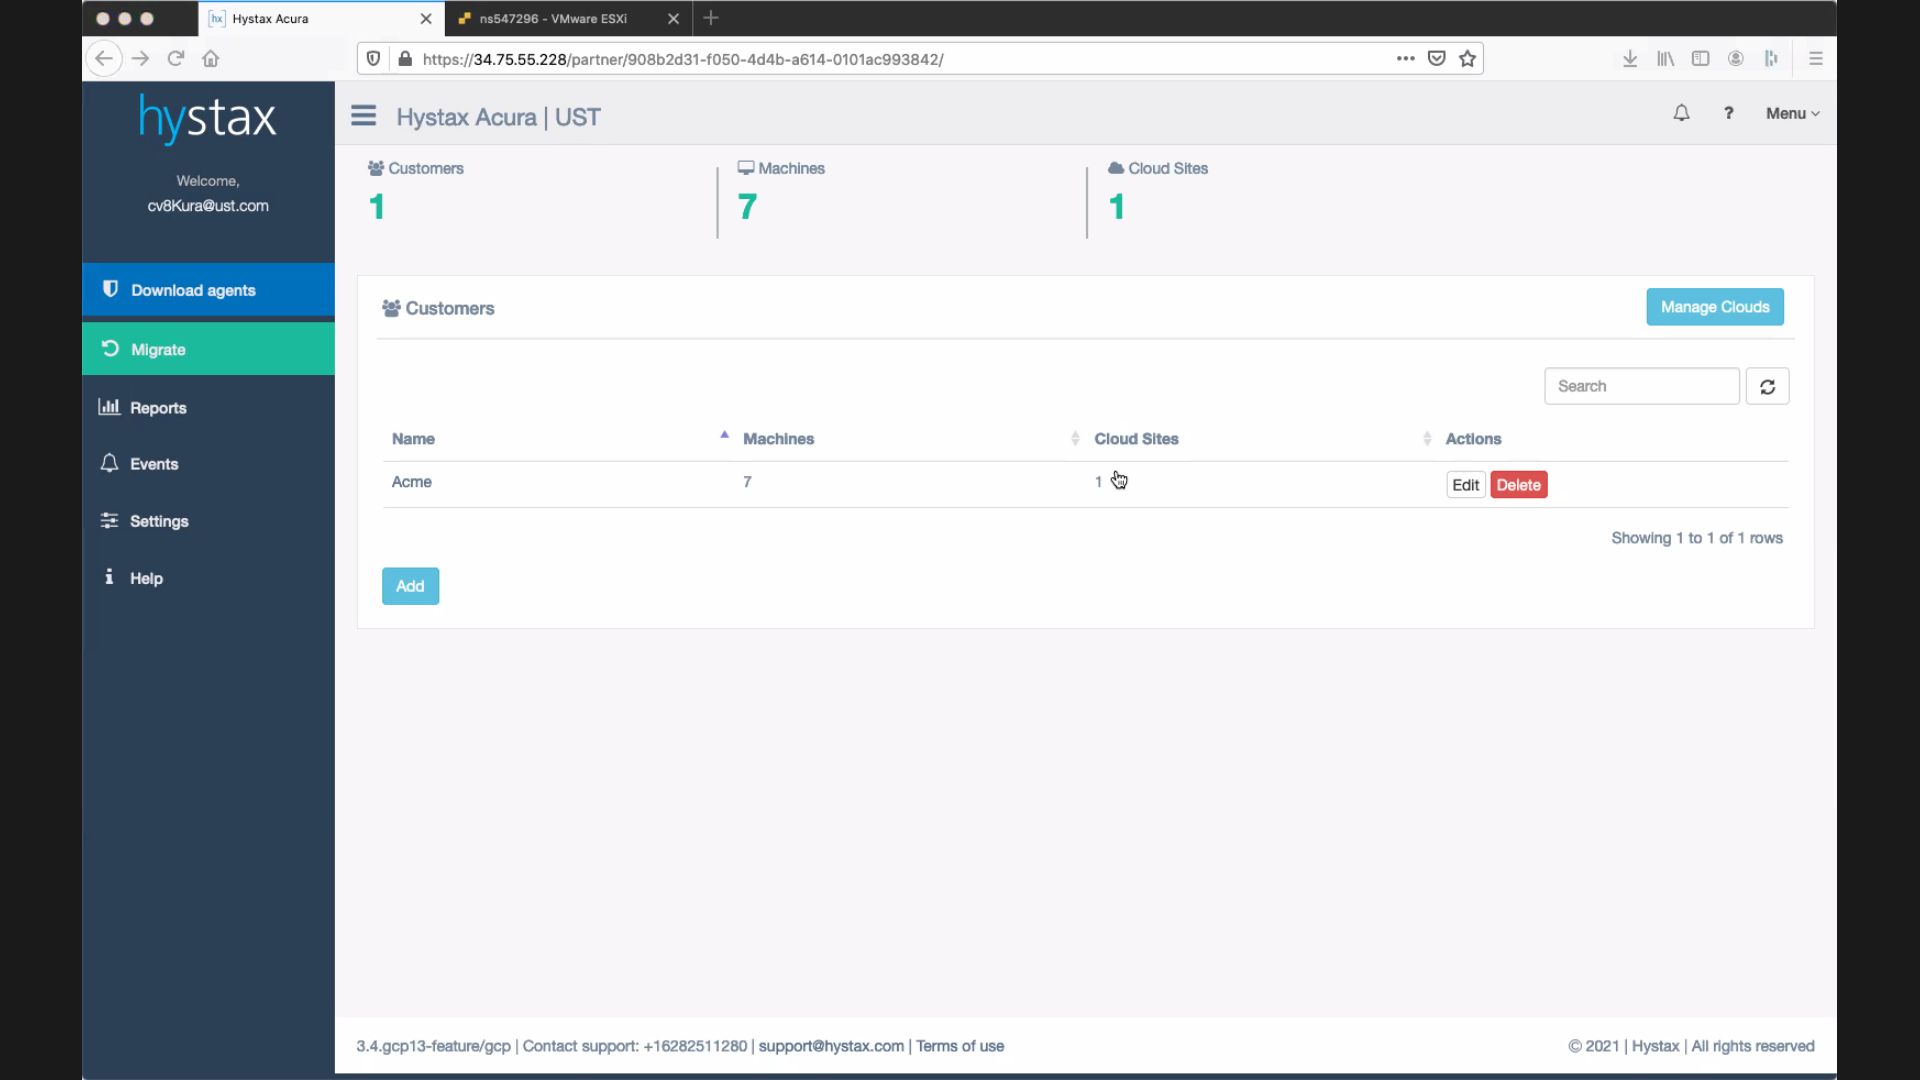 hx Hystax Acura
ns547296 - VMware ESXi
https://34.75.55.228/partner/908b2d31-f050-4d4b-a614-0101ac993842/
hystax
Welcome,
cv8Kura@ust.com
Download agents
Migrate
Reports
Events
Settings
Help
Hystax Acura | UST
? Menu
Customers
1
Machines
7
Cloud Sites
1
Customers
Manage Clouds
Search
Name Machines Cloud Sites Actions
Acme 7 1 Edit Delete
Showing 1 to 1 of 1 rows
Add
3.4.gcp13-feature/gcp | Contact support: +16282511280 | support@hystax.com | Terms of use
© 2021 | Hystax | All rights reserved